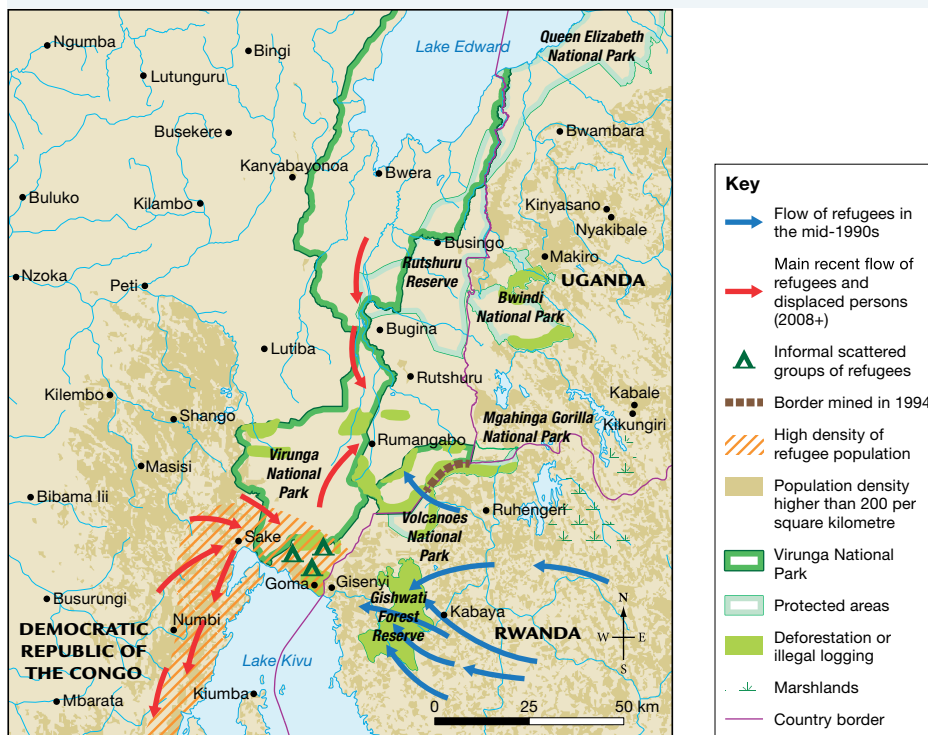 Ngumba
Bingi
Lake Edward
Queen Elizabeth
National Park
Lutunguru
Busekere
Bwambara
Kanyabayonoa
Bwera
Buluko
Kilambo
Kinyasano
Nyakibale
Busingo
Makiro
Rutshuru
Reserve
UGANDA
Nzoka
Peti
Bwindi
National Park
Bugina
Lutiba
Rutshuru
Kilembo
Kabale
Kikungiri
Shango
Mgahinga Gorilla
National Park
Rumangabo
Virunga
National
Park
Masisi
Bibama Iii
Ruhengeri
Volcanoes
National
Park
Sake
Goma
Gisenyi
Gishwati
Forest
Reserve
Kabaya
Busurungi
Numbi
DEMOCRATIC
REPUBLIC OF
THE CONGO
RWANDA
N
W
E
S
Lake Kivu
Kiumba
Mbarata
0
25
50 km
Key
Flow of refugees in
the mid-1990s
Main recent flow of
refugees and
displaced persons
(2008+)
Informal scattered
groups of refugees
Border mined in 1994
High density of
refugee population
Population density
higher than 200 per
square kilometre
Virunga National
Park
Protected areas
Deforestation or
illegal logging
Marshlands
Country border